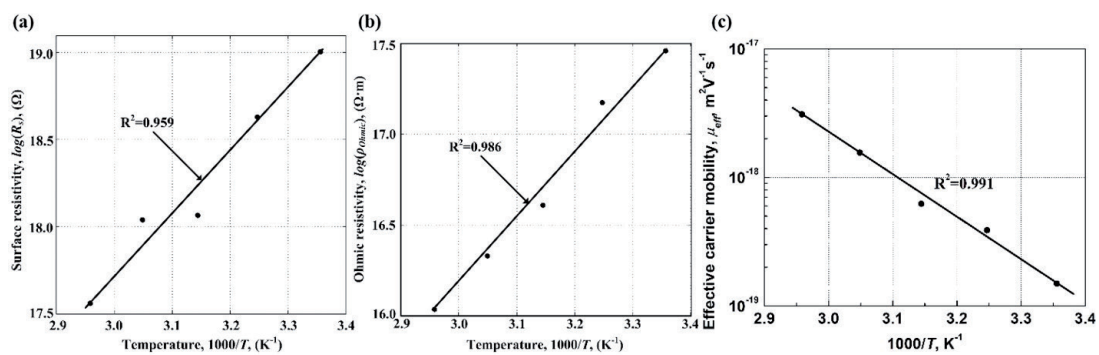 (a)
19.0
18.5
18.0
17.5
Surface resistivity, log(Rs), (Ω)
R²=0.959
2.9 3.0 3.1 3.2 3.3 3.4
Temperature, 1000/T, (K⁻¹)
(b)
17.5
17.0
16.5
16.0
Ohmic resistivity, log(ρOhmic), (Ω·m)
R²=0.986
2.9 3.0 3.1 3.2 3.3 3.4
Temperature, 1000/T, (K⁻¹)
(c)
10⁻¹⁷
10⁻¹⁸
10⁻¹⁹
Effective carrier mobility, μeff, m²V⁻¹s⁻¹
R²=0.991
2.9 3.0 3.1 3.2 3.3 3.4
1000/T, K⁻¹